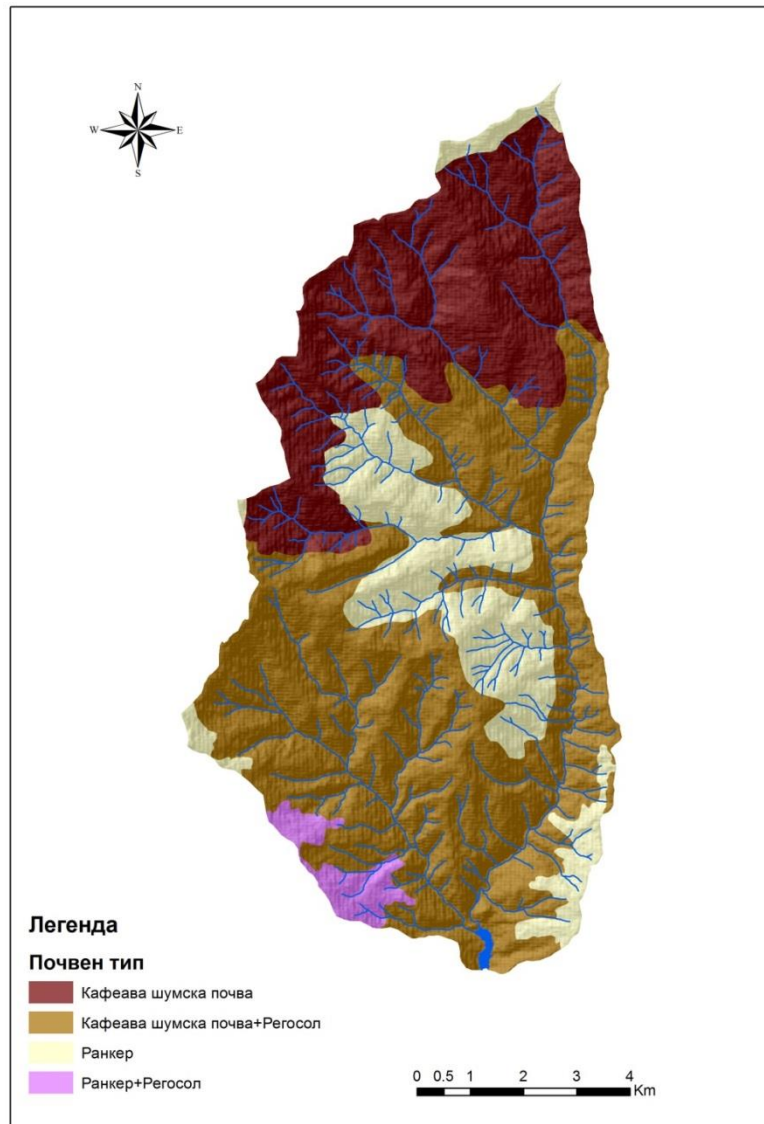 N
W E
S
Легенда
Почвен тип
Кафеава шумска почва
Кафеава шумска почва+Регосол
Ранкер
Ранкер+Регосол
0 0.5 1 2 3 4
Km